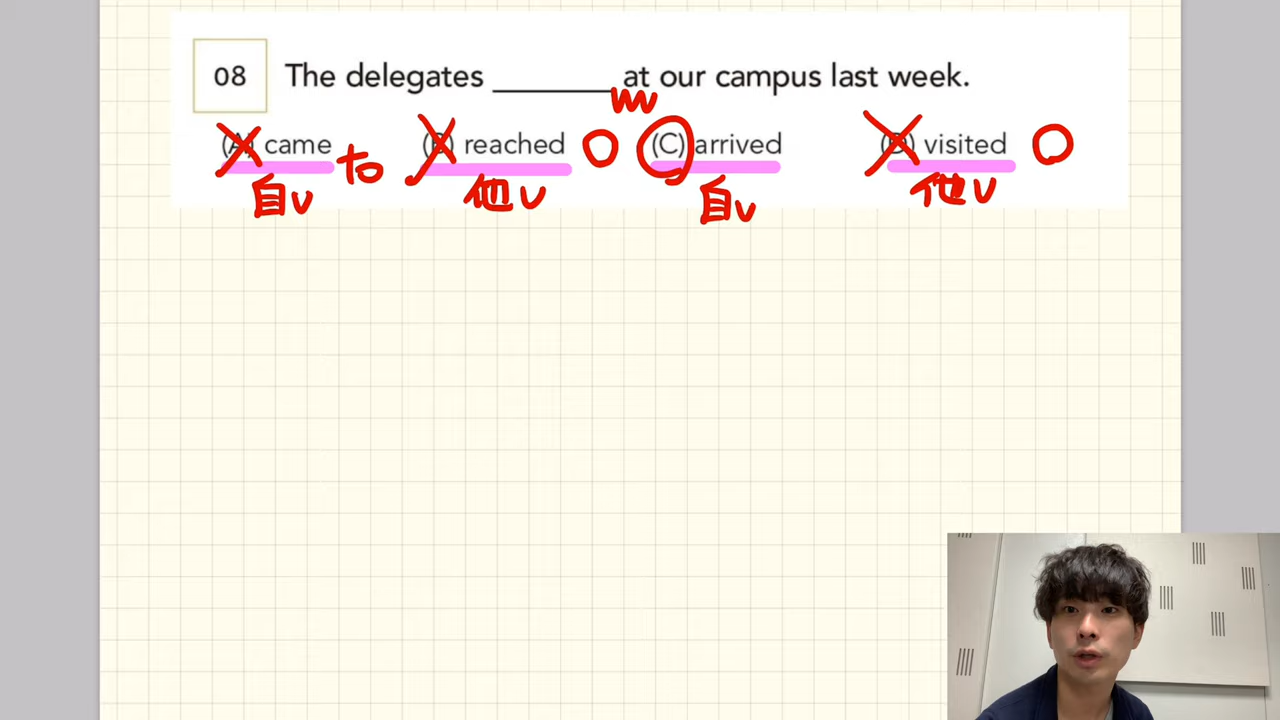 08 The delegates ________ at our campus last week.
(A) came to (B) reached O (C) arrived (D) visited O
自V 他V 自V 他V